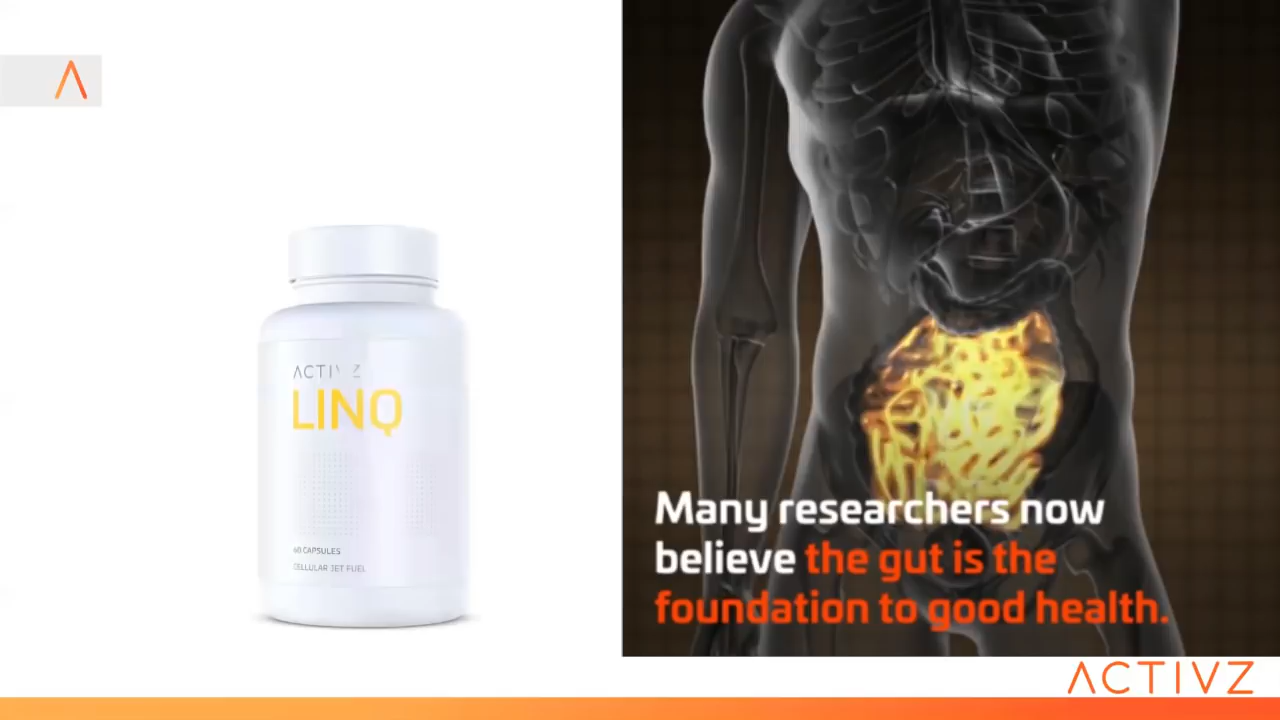 ACTIVZ
LINQ
60 CAPSULES
CELLULAR JET FUEL
Many researchers now
believe the gut is the
foundation to good health.
ACTIVZ